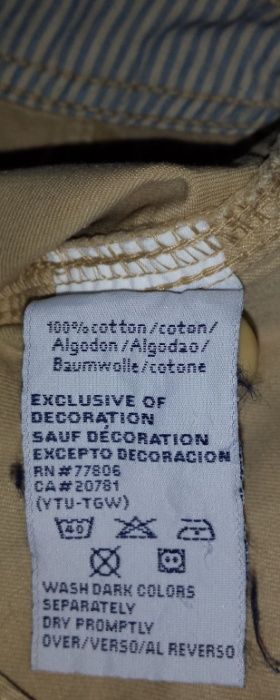 100% cotton/coton/
Algodon/Algodao/
Baumwolle/cotone
EXCLUSIVE OF
DECORATION
SAUF DÉCORATION
EXCEPTO DECORACION
RN#77806
CA#20781
(YTU-TGW)
40
WASH DARK COLORS
SEPARATELY
DRY PROMPTLY
OVER/VERSO/AL REVERSO